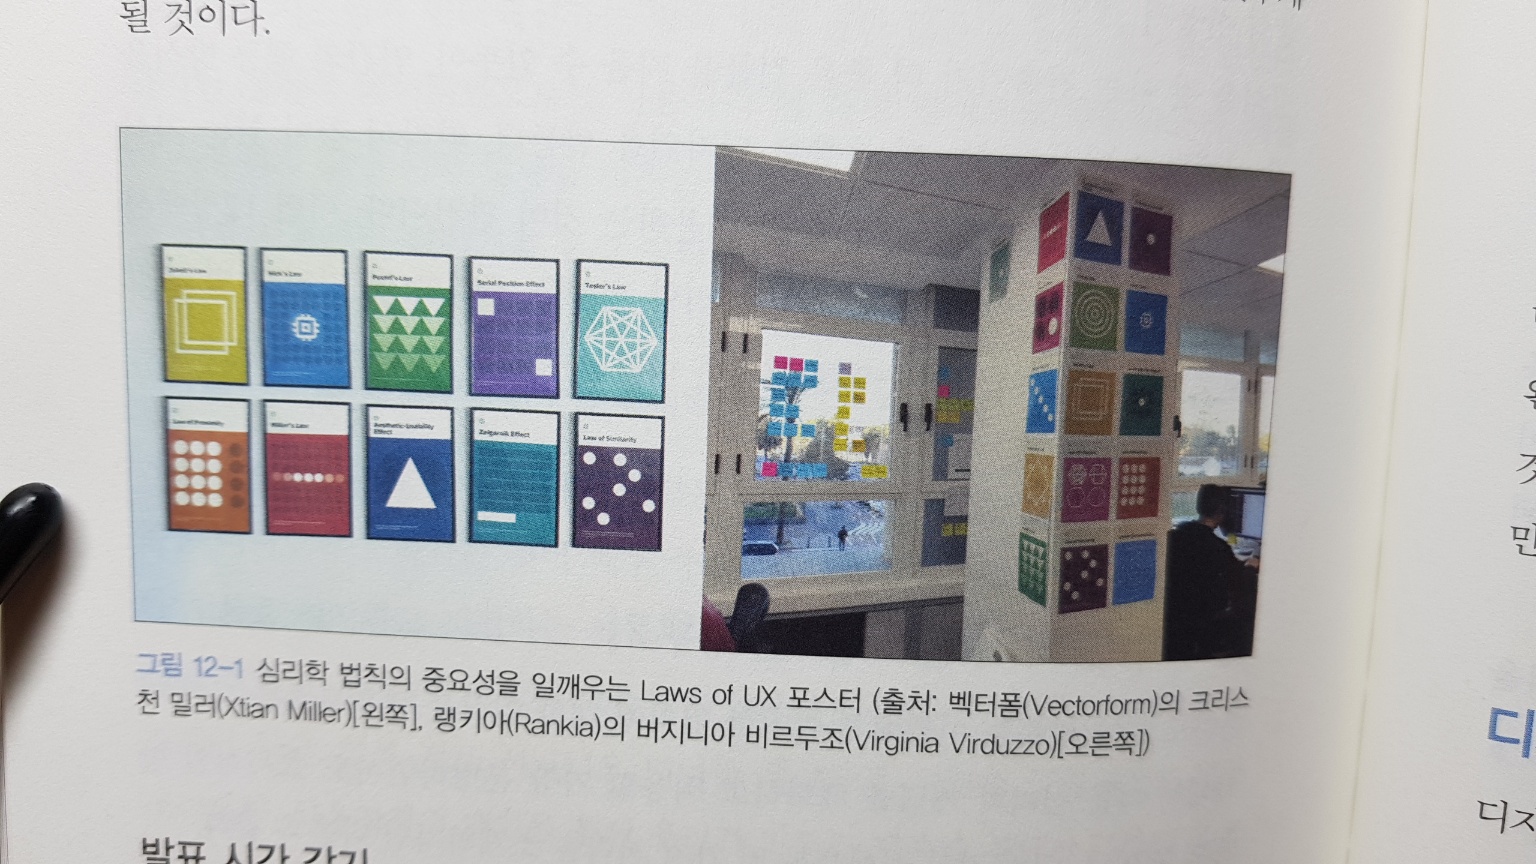 될 것이다.
Jakob's Law
Hick's Law
Postel's Law
Serial Position Effect
Tesler's Law
Law of Proximity
Miller's Law
Aesthetic-Usability
Effect
Zeigarnik Effect
Law of Similarity
그림 12-1 심리학 법칙의 중요성을 일깨우는 Laws of UX 포스터 (출처: 벡터폼(Vectorform)의 크리스
천 밀러(Xtian Miller)[왼쪽], 랭키아(Rankia)의 버지니아 비르두조(Virginia Virduzzo)[오른쪽])
발표 시간 갖기
디
디자